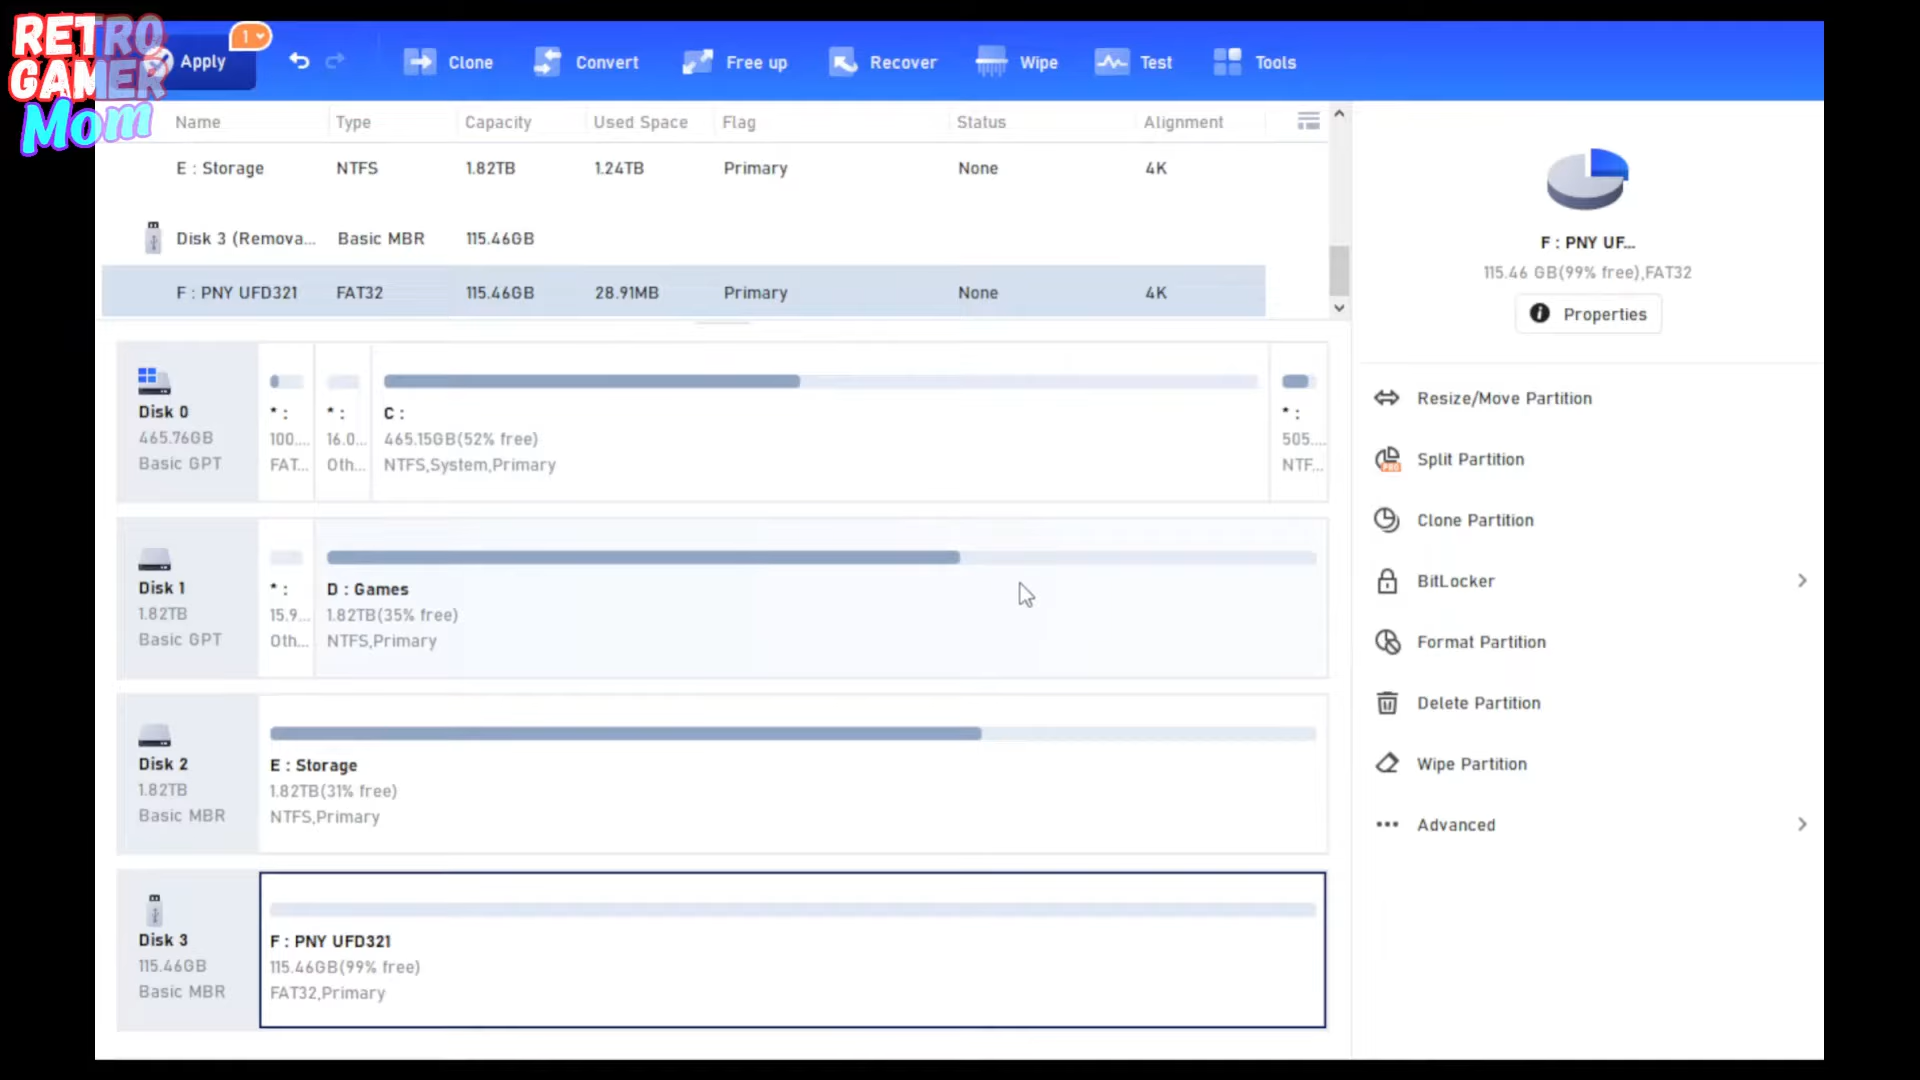 RETRO
GAMER
Mom
Apply
1
Clone
Convert
Free up
Recover
Wipe
Test
Tools
Name Type Capacity Used Space Flag Status Alignment
E : Storage NTFS 1.82TB 1.24TB Primary None 4K
Disk 3 (Remova... Basic MBR 115.46GB
F : PNY UFD321 FAT32 115.46GB 28.91MB Primary None 4K
Disk 0
465.76GB
Basic GPT
* :
100....
FAT...
* :
16.0...
Oth...
C :
465.15GB(52% free)
NTFS,System,Primary
* :
505....
NTF...
Disk 1
1.82TB
Basic GPT
* :
15.9...
Oth...
D : Games
1.82TB(35% free)
NTFS,Primary
Disk 2
1.82TB
Basic MBR
E : Storage
1.82TB(31% free)
NTFS,Primary
Disk 3
115.46GB
Basic MBR
F : PNY UFD321
115.46GB(99% free)
FAT32,Primary
F : PNY UF...
115.46 GB(99% free),FAT32
Properties
Resize/Move Partition
Split Partition
PRO
Clone Partition
BitLocker
Format Partition
Delete Partition
Wipe Partition
Advanced